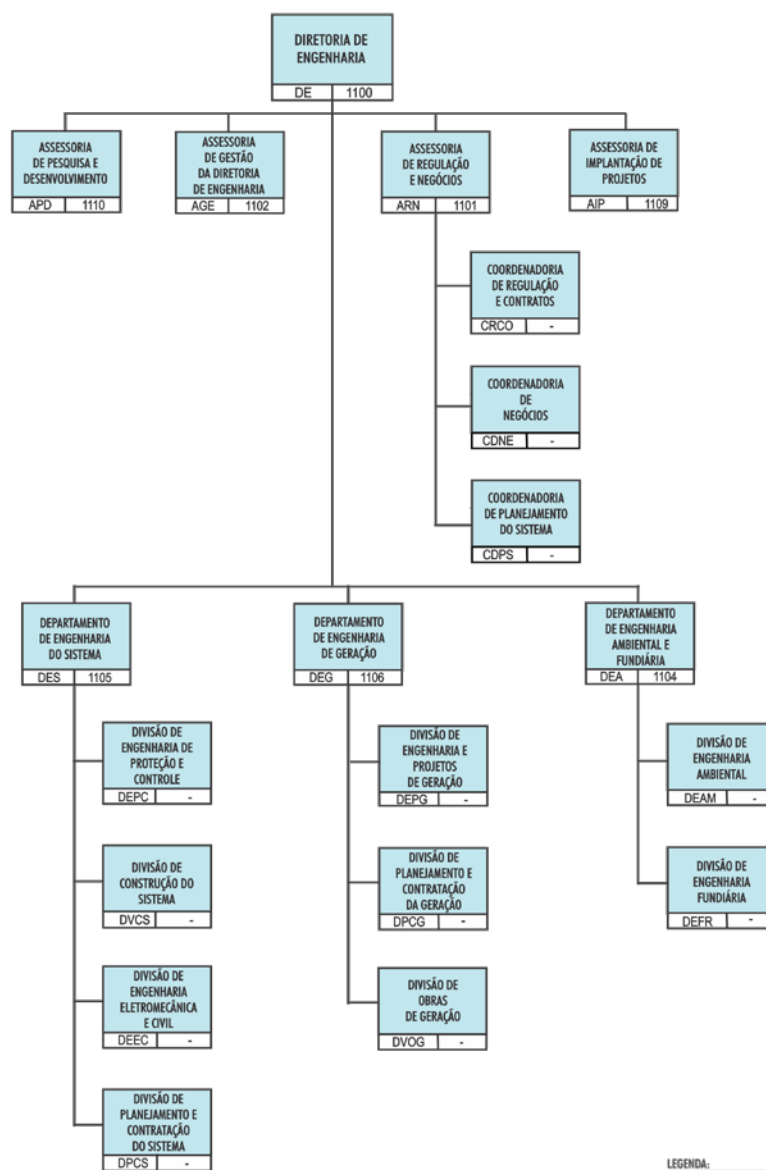 DIRETORIA DE
ENGENHARIA
DE 1100
ASSESSORIA
DE PESQUISA E
DESENVOLVIMENTO
APD 1110
ASSESSORIA
DE GESTÃO
DA DIRETORIA
DE ENGENHARIA
AGE 1102
ASSESSORIA
DE REGULAÇÃO
E NEGÓCIOS
ARN 1101
ASSESSORIA DE
IMPLANTAÇÃO DE
PROJETOS
AIP 1109
COORDENADORIA
DE REGULAÇÃO
E CONTRATOS
CRCO -
COORDENADORIA
DE
NEGÓCIOS
CDNE -
COORDENADORIA
DE PLANEJAMENTO
DO SISTEMA
CDPS -
DEPARTAMENTO
DE ENGENHARIA
DO SISTEMA
DES 1105
DIVISÃO DE
ENGENHARIA DE
PROTEÇÃO E
CONTROLE
DEPC -
DIVISÃO DE
CONSTRUÇÃO DO
SISTEMA
DVCS -
DIVISÃO DE
ENGENHARIA
ELETROMECÂNICA
E CIVIL
DEEC -
DIVISÃO DE
PLANEJAMENTO E
CONTRATAÇÃO
DO SISTEMA
DPCS -
DEPARTAMENTO
DE ENGENHARIA
DE GERAÇÃO
DEG 1106
DIVISÃO DE
ENGENHARIA E
PROJETOS
DE GERAÇÃO
DEPG -
DIVISÃO DE
PLANEJAMENTO E
CONTRATAÇÃO
DA GERAÇÃO
DPCG -
DIVISÃO DE
OBRAS
DE GERAÇÃO
DVOG -
DEPARTAMENTO
DE ENGENHARIA
AMBIENTAL E
FUNDIÁRIA
DEA 1104
DIVISÃO DE
ENGENHARIA
AMBIENTAL
DEAM -
DIVISÃO DE
ENGENHARIA
FUNDIÁRIA
DEFR -
LEGENDA: